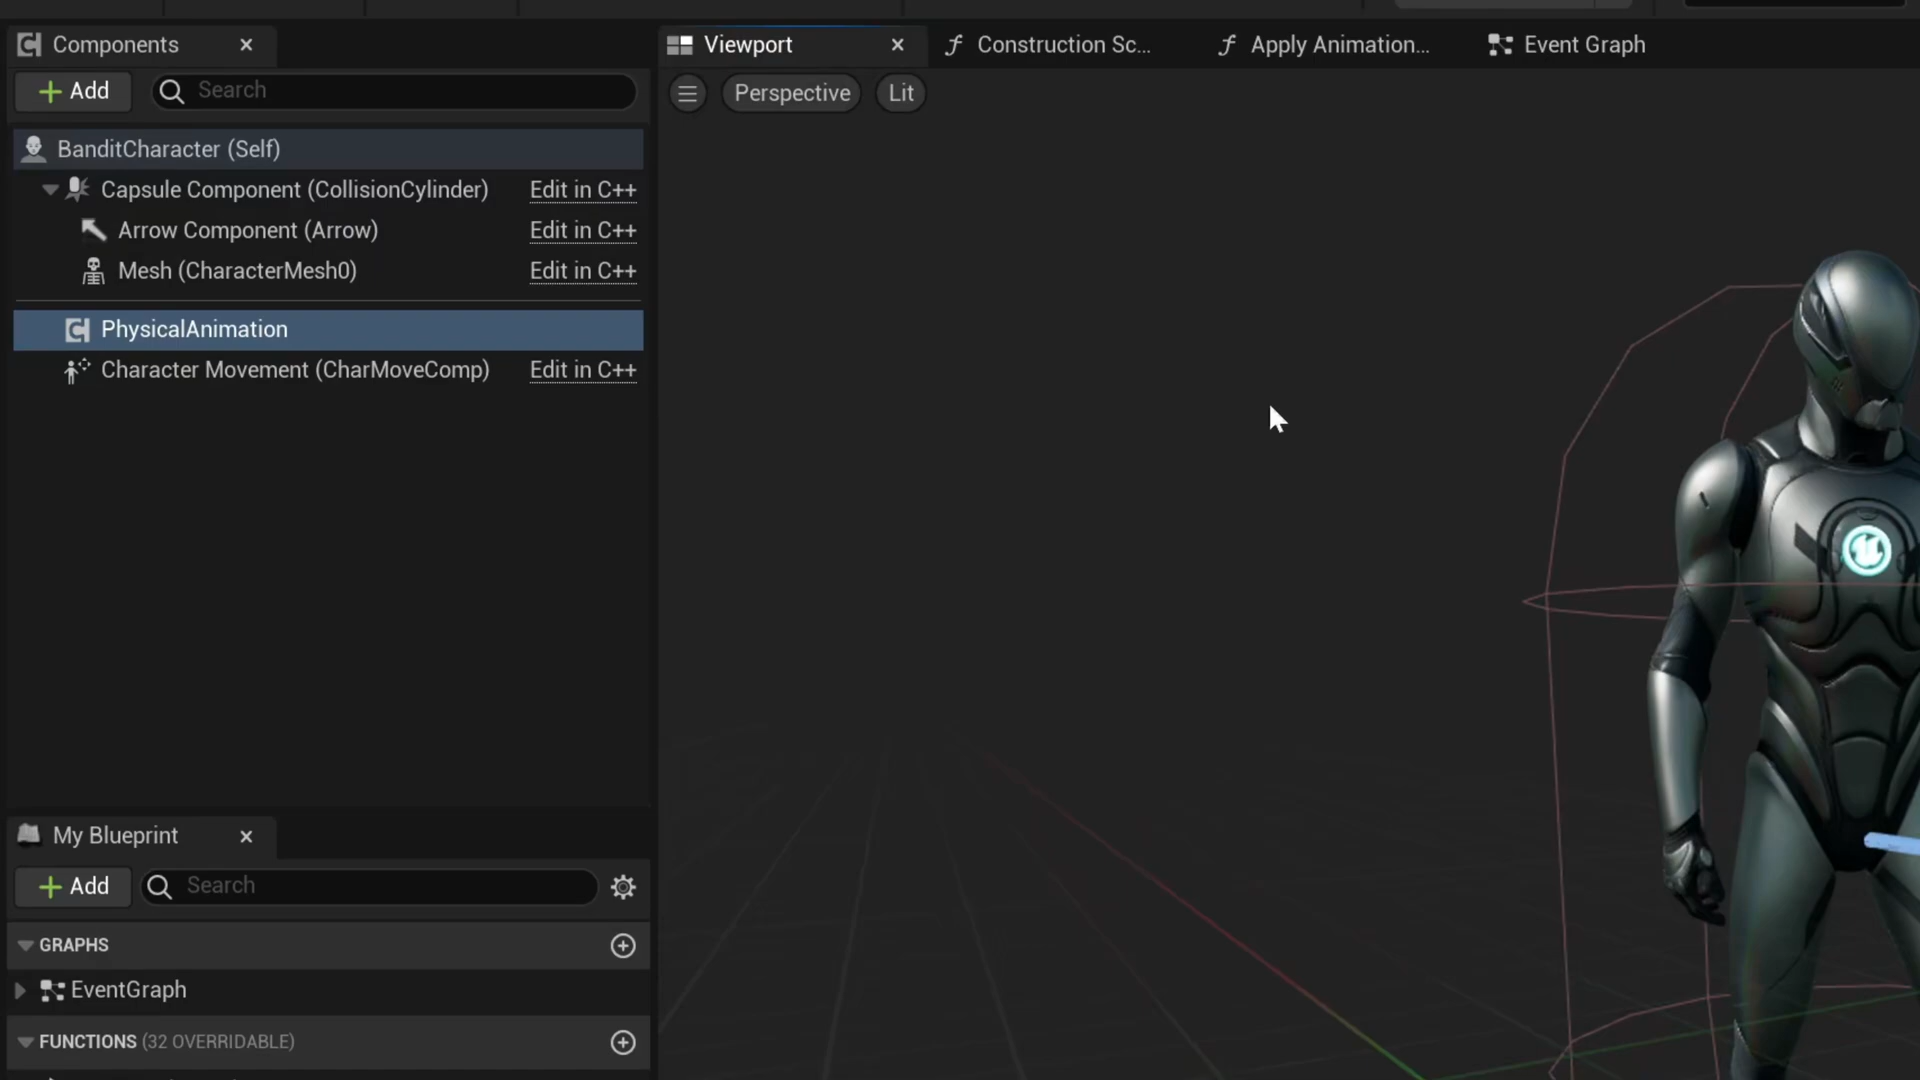 Components
Viewport
Construction Sc...
Apply Animation...
Event Graph
Add
Search
Perspective
Lit
BanditCharacter (Self)
Capsule Component (CollisionCylinder) Edit in C++
Arrow Component (Arrow) Edit in C++
Mesh (CharacterMesh0) Edit in C++
PhysicalAnimation
Character Movement (CharMoveComp) Edit in C++
My Blueprint
Add
Search
GRAPHS
EventGraph
FUNCTIONS (32 OVERRIDABLE)